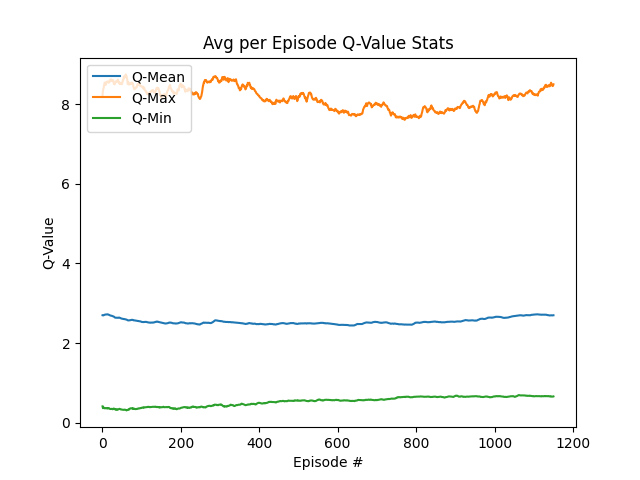 Avg per Episode Q-Value Stats
Q-Mean
Q-Max
Q-Min
Q-Value
8
6
4
2
0
0 200 400 600 800 1000 1200
Episode #